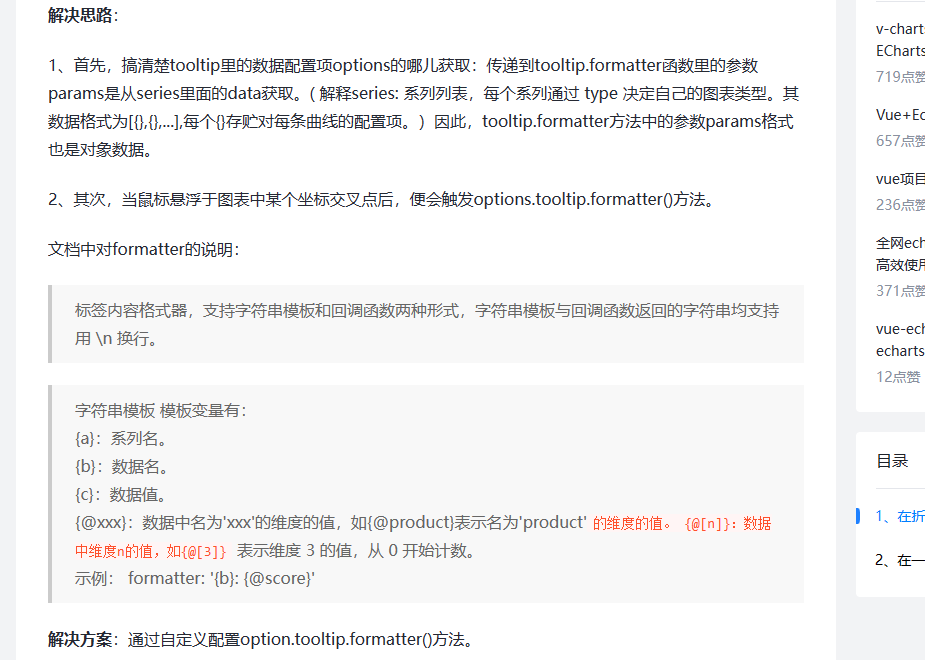 解决思路：
1、首先，搞清楚tooltip里的数据配置项options的哪儿获取：传递到tooltip.formatter函数里的参数
params是从series里面的data获取。( 解释series: 系列列表，每个系列通过 type 决定自己的图表类型。其
数据格式为[{},{},...],每个{}存贮对每条曲线的配置项。）因此，tooltip.formatter方法中的参数params格式
也是对象数据。
2、其次，当鼠标悬浮于图表中某个坐标交叉点后，便会触发options.tooltip.formatter()方法。
文档中对formatter的说明：
标签内容格式器，支持字符串模板和回调函数两种形式，字符串模板与回调函数返回的字符串均支持
用 \n 换行。
字符串模板 模板变量有：
{a}：系列名。
{b}：数据名。
{c}：数据值。
{@xxx}：数据中名为'xxx'的维度的值，如{@product}表示名为'product' 的维度的值。 {@[n]}：数据
中维度n的值，如{@[3]} 表示维度 3 的值，从 0 开始计数。
示例： formatter: '{b}: {@score}'
解决方案：通过自定义配置option.tooltip.formatter()方法。
v-chart
ECharts
719点赞
Vue+Ec
657点赞
vue项目
236点赞
全网ech
高效使用
371点赞
vue-ech
echarts
12点赞
目录
1、在折
2、在一